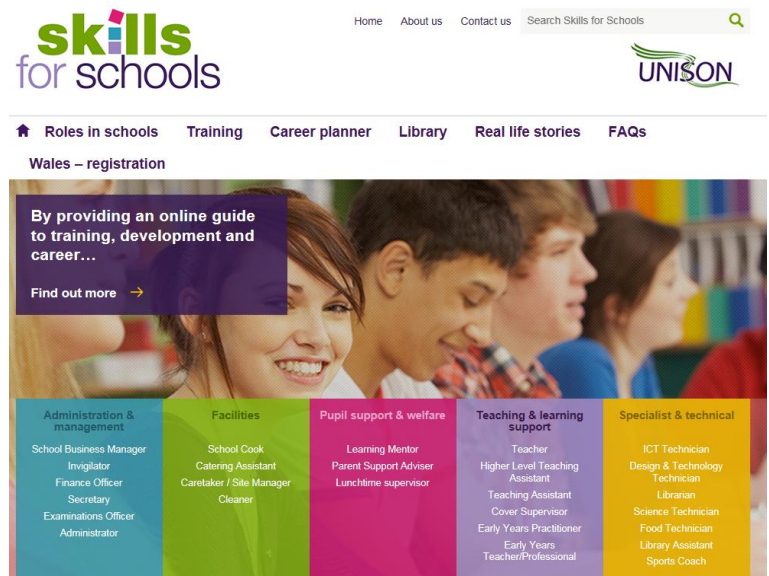 Home About us Contact us Search Skills for Schools
skills
for schools
UNISON
Roles in schools Training Career planner Library Real life stories FAQs
Wales – registration
By providing an online guide
to training, development and
career…
Find out more →
Administration &
management
School Business Manager
Invigilator
Finance Officer
Secretary
Examinations Officer
Administrator
Facilities
School Cook
Catering Assistant
Caretaker / Site Manager
Cleaner
Pupil support & welfare
Learning Mentor
Parent Support Adviser
Lunchtime supervisor
Teaching & learning
support
Teacher
Higher Level Teaching
Assistant
Teaching Assistant
Cover Supervisor
Early Years Practitioner
Early Years
Teacher/Professional
Specialist & technical
ICT Technician
Design & Technology
Technician
Librarian
Science Technician
Food Technician
Library Assistant
Sports Coach